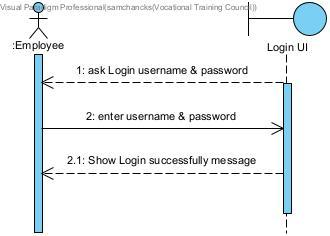 Visual Paradigm Professional(samchancks(Vocational Training Council))
:Employee
Login UI
1: ask Login username & password
2: enter username & password
2.1: Show Login successfully message